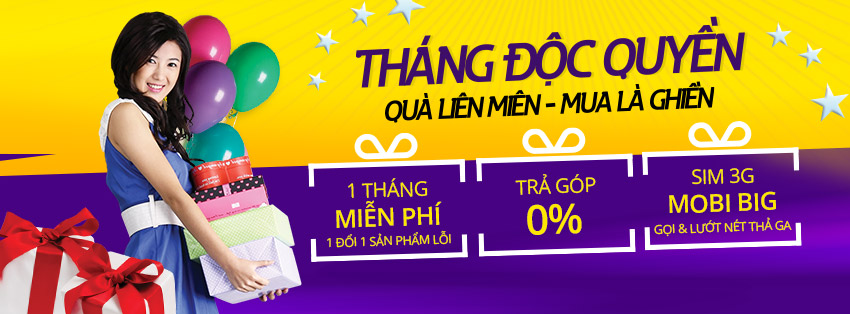 THÁNG ĐỘC QUYỀN
QUÀ LIÊN MIÊN - MUA LÀ GHIỀN
1 THÁNG
MIỄN PHÍ
1 ĐỔI 1 SẢN PHẨM LỖI
TRẢ GÓP
0%
SIM 3G
MOBI BIG
GỌI & LƯỚT NÉT THẢ GA